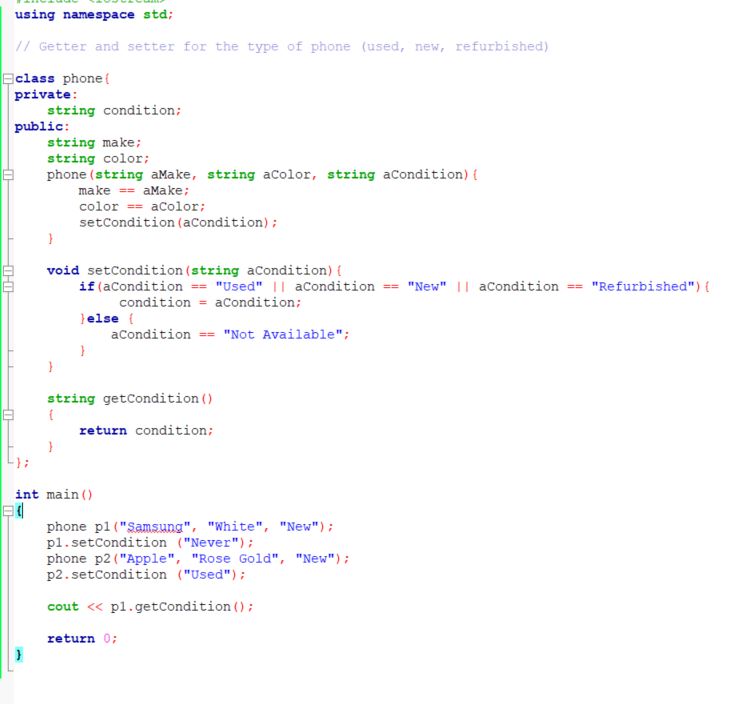 #include <iostream>
using namespace std;
// Getter and setter for the type of phone (used, new, refurbished)
class phone{
private:
    string condition;
public:
    string make;
    string color;
    phone(string aMake, string aColor, string aCondition){
        make == aMake;
        color == aColor;
        setCondition(aCondition);
    }
    void setCondition(string aCondition){
        if(aCondition == "Used" || aCondition == "New" || aCondition == "Refurbished"){
             condition = aCondition;
        }else {
            aCondition == "Not Available";
        }
    }
    string getCondition()
    {
        return condition;
    }
};
int main()
{
    phone p1("Samsung", "White", "New");
    p1.setCondition ("Never");
    phone p2("Apple", "Rose Gold", "New");
    p2.setCondition ("Used");
    cout << p1.getCondition();
    return 0;
}